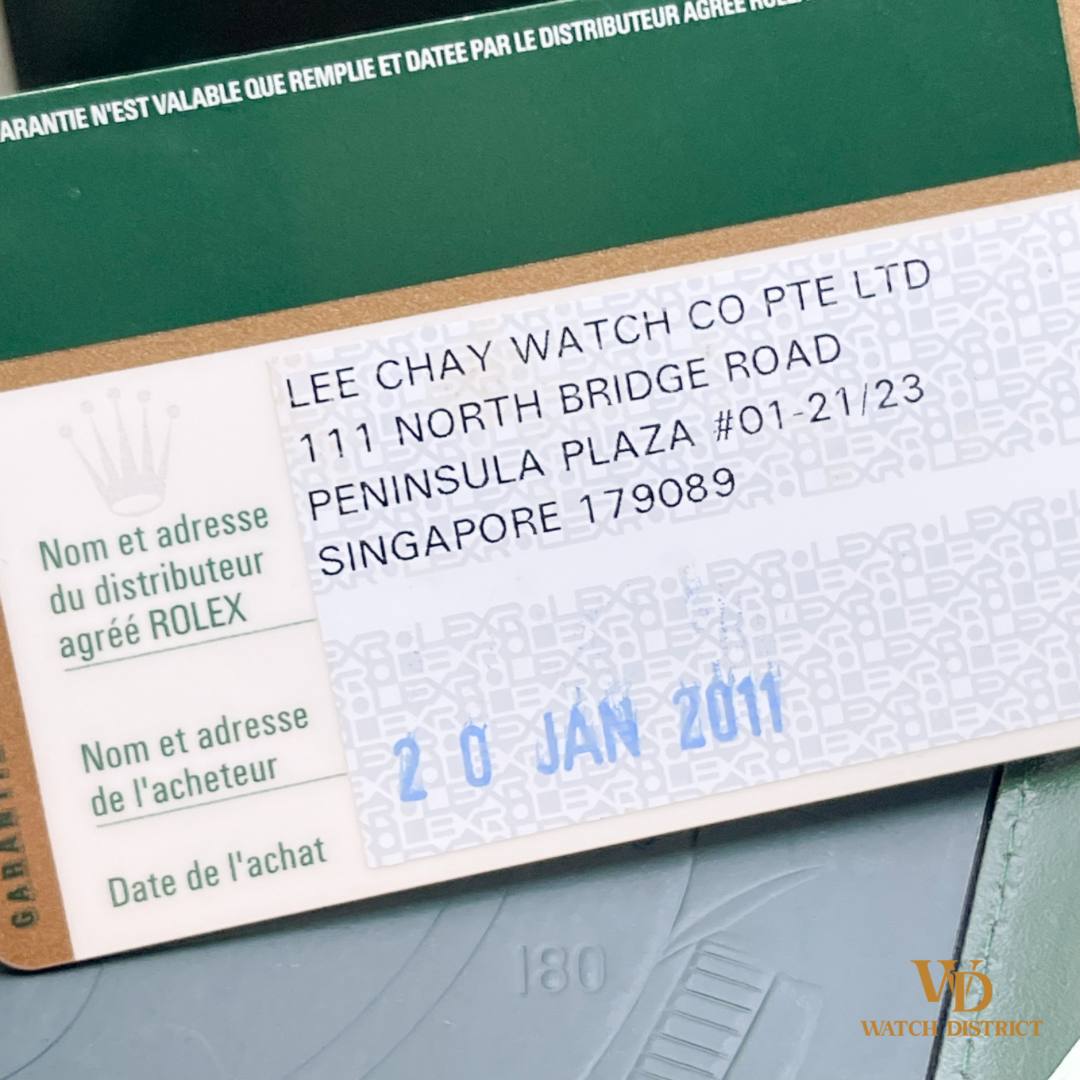 ARANTIE N'EST VALABLE QUE REMPLIE ET DATEE PAR LE DISTRIBUTEUR AGRÉÉ
LEE CHAY WATCH CO PTE LTD
111 NORTH BRIDGE ROAD
PENINSULA PLAZA #01-21/23
SINGAPORE 179089
Nom et adresse
du distributeur
agréé ROLEX
Nom et adresse
de l'acheteur
20 JAN 2011
Date de l'achat
180
WD
WATCH DISTRICT